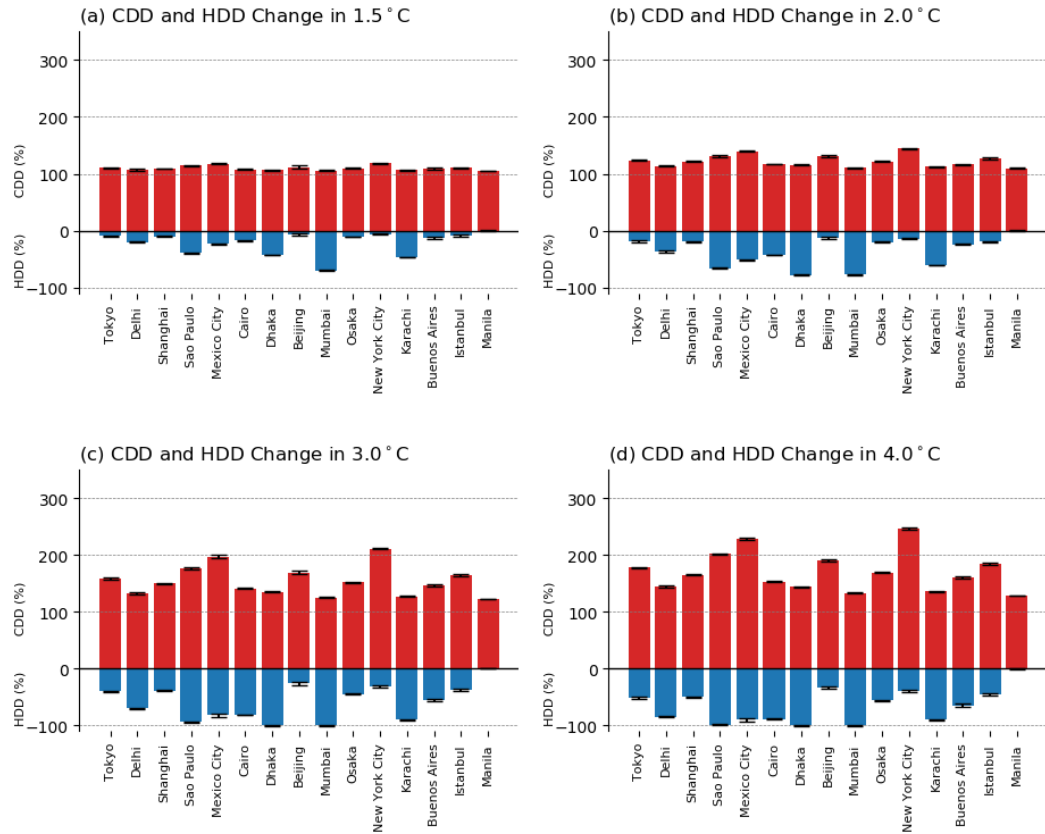 (a) CDD and HDD Change in 1.5°C
300
200
100
0
−100
CDD (%)
HDD (%)
Tokyo
Delhi
Shanghai
Sao Paulo
Mexico City
Cairo
Dhaka
Beijing
Mumbai
Osaka
New York City
Karachi
Buenos Aires
Istanbul
Manila
(b) CDD and HDD Change in 2.0°C
300
200
100
0
−100
CDD (%)
HDD (%)
Tokyo
Delhi
Shanghai
Sao Paulo
Mexico City
Cairo
Dhaka
Beijing
Mumbai
Osaka
New York City
Karachi
Buenos Aires
Istanbul
Manila
(c) CDD and HDD Change in 3.0°C
300
200
100
0
−100
CDD (%)
HDD (%)
Tokyo
Delhi
Shanghai
Sao Paulo
Mexico City
Cairo
Dhaka
Beijing
Mumbai
Osaka
New York City
Karachi
Buenos Aires
Istanbul
Manila
(d) CDD and HDD Change in 4.0°C
300
200
100
0
−100
CDD (%)
HDD (%)
Tokyo
Delhi
Shanghai
Sao Paulo
Mexico City
Cairo
Dhaka
Beijing
Mumbai
Osaka
New York City
Karachi
Buenos Aires
Istanbul
Manila